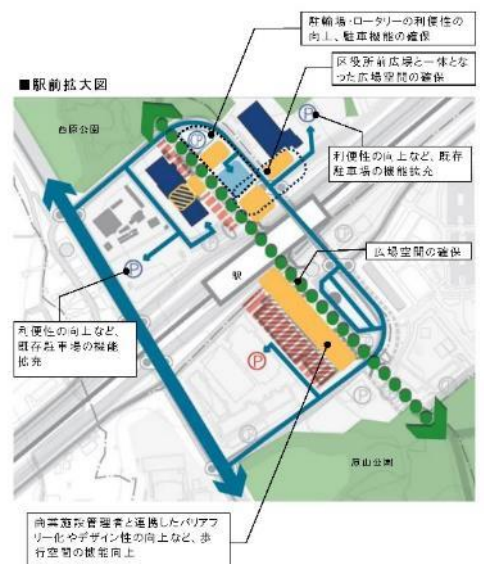 駐輪場・ロータリーの利便性の
向上、駐車機能の確保
区役所前広場と一体とな
った広場空間の確保
■駅前拡大図
西原公園
P
P
利便性の向上など、既存
駐車場の機能拡充
広場空間の確保
駅
P
利便性の向上など、
既存駐車場の機能
拡充
P
原山公園
商業施設管理者と連携したバリアフ
リー化やデザイン性の向上など、歩
行空間の機能向上